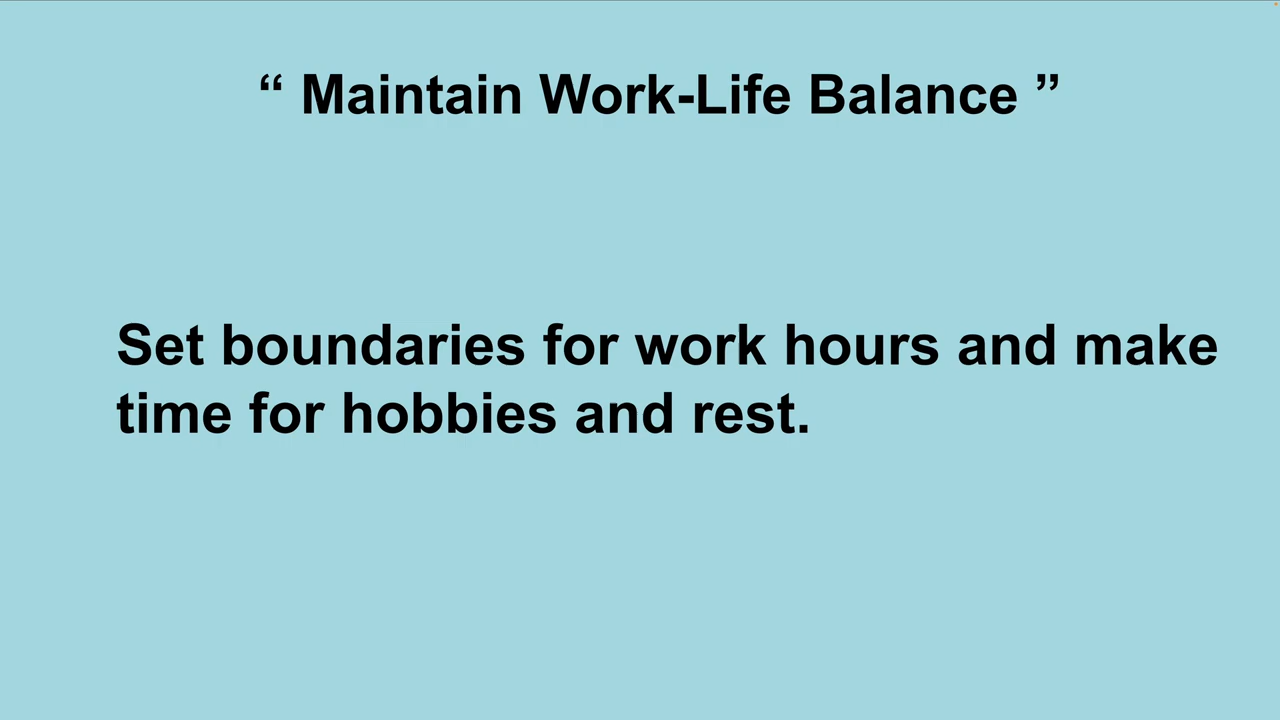 “ Maintain Work-Life Balance ”
Set boundaries for work hours and make
time for hobbies and rest.